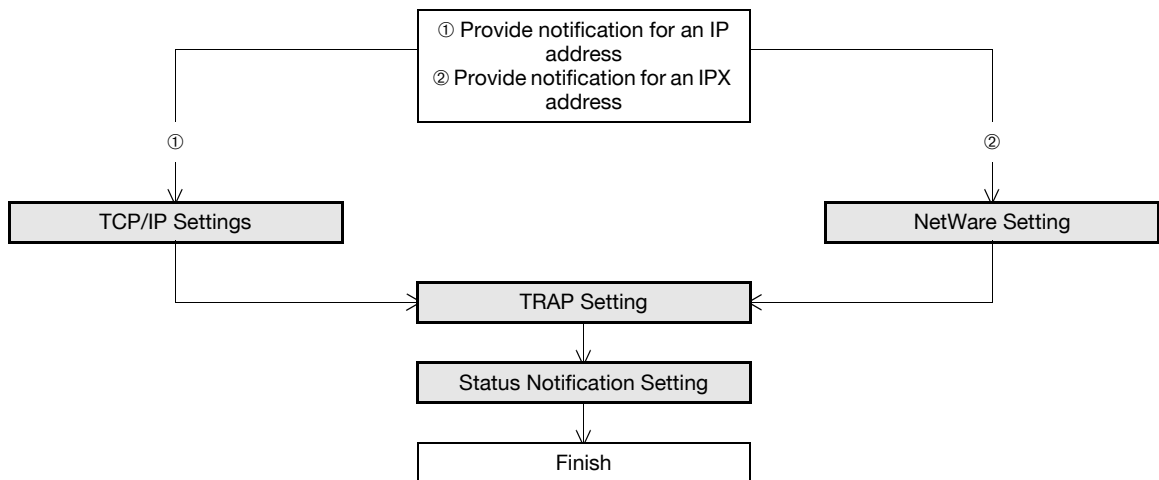 ① Provide notification for an IP
address
② Provide notification for an IPX
address
①
②
TCP/IP Settings
NetWare Setting
TRAP Setting
Status Notification Setting
Finish